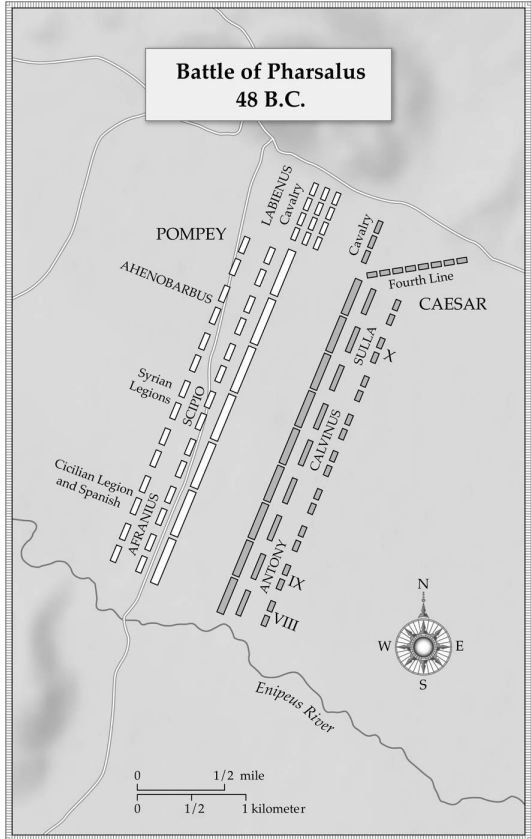 Battle of Pharsalus
48 B.C.
LABIENUS
Cavalry
POMPEY
AHENOBARBUS
Cavalry
Fourth Line
CAESAR
SULLA
X
Syrian
Legions
SCIPIO
CALVINUS
Cicilian Legion
and Spanish
AFRANIUS
ANTONY
IX
VIII
N
W
E
S
Enipeus River
0 1/2 mile
0 1/2 1 kilometer